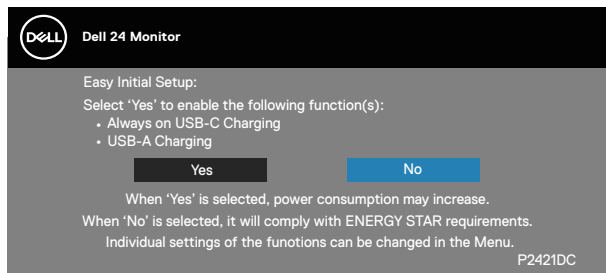 DELL
Dell 24 Monitor
Easy Initial Setup:
Select ‘Yes’ to enable the following function(s):
• Always on USB-C Charging
• USB-A Charging
Yes
No
When ‘Yes’ is selected, power consumption may increase.
When ‘No’ is selected, it will comply with ENERGY STAR requirements.
Individual settings of the funotions can be changed in the Menu.
P2421DC